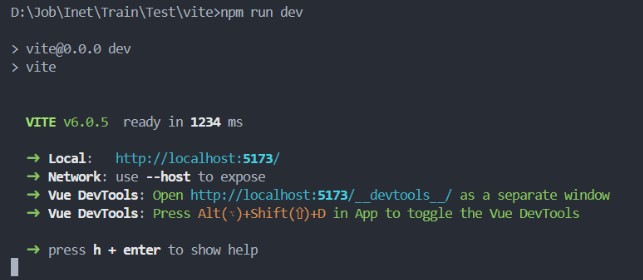 D:\Job\Inet\Train\Test\vite>npm run dev
> vite@0.0.0 dev
> vite
VITE v6.0.5 ready in 1234 ms
➜ Local: http://localhost:5173/
➜ Network: use --host to expose
➜ Vue DevTools: Open http://localhost:5173/__devtools__/ as a separate window
➜ Vue DevTools: Press Alt(⌥)+Shift(⇧)+D in App to toggle the Vue DevTools
➜ press h + enter to show help